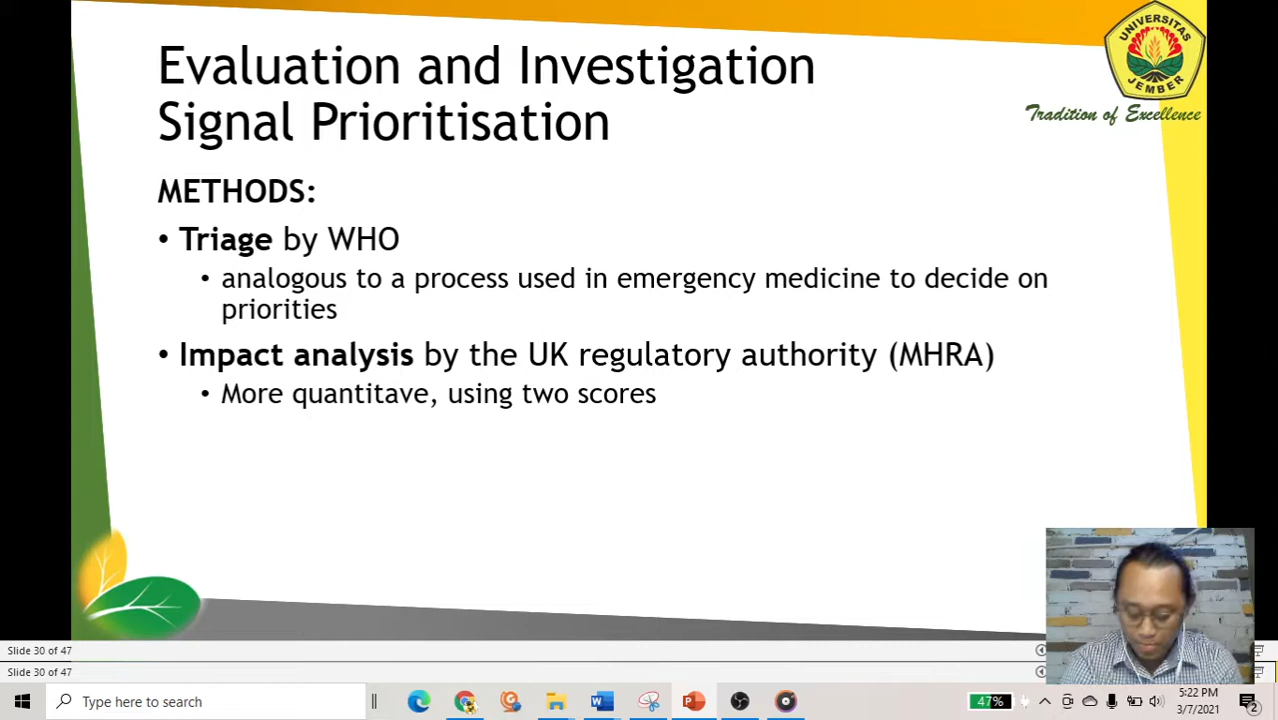 Evaluation and Investigation
Signal Prioritisation
UNIVERSITAS
JEMBER
Tradition of Excellence
METHODS:
• Triage by WHO
• analogous to a process used in emergency medicine to decide on
priorities
• Impact analysis by the UK regulatory authority (MHRA)
• More quantitave, using two scores
Slide 30 of 47
Slide 30 of 47
Type here to search
47%
5:22 PM
3/7/2021
2